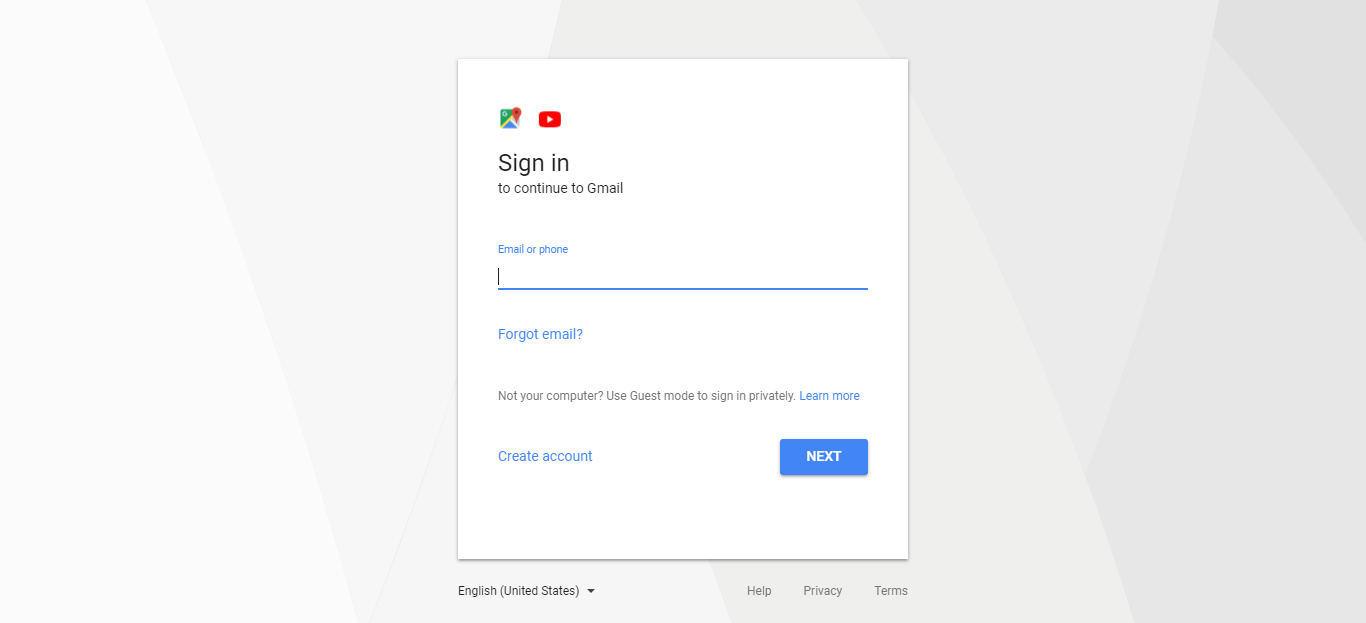 Sign in
to continue to Gmail
Email or phone
Forgot email?
Not your computer? Use Guest mode to sign in privately. Learn more
Create account
NEXT
English (United States)
Help
Privacy
Terms